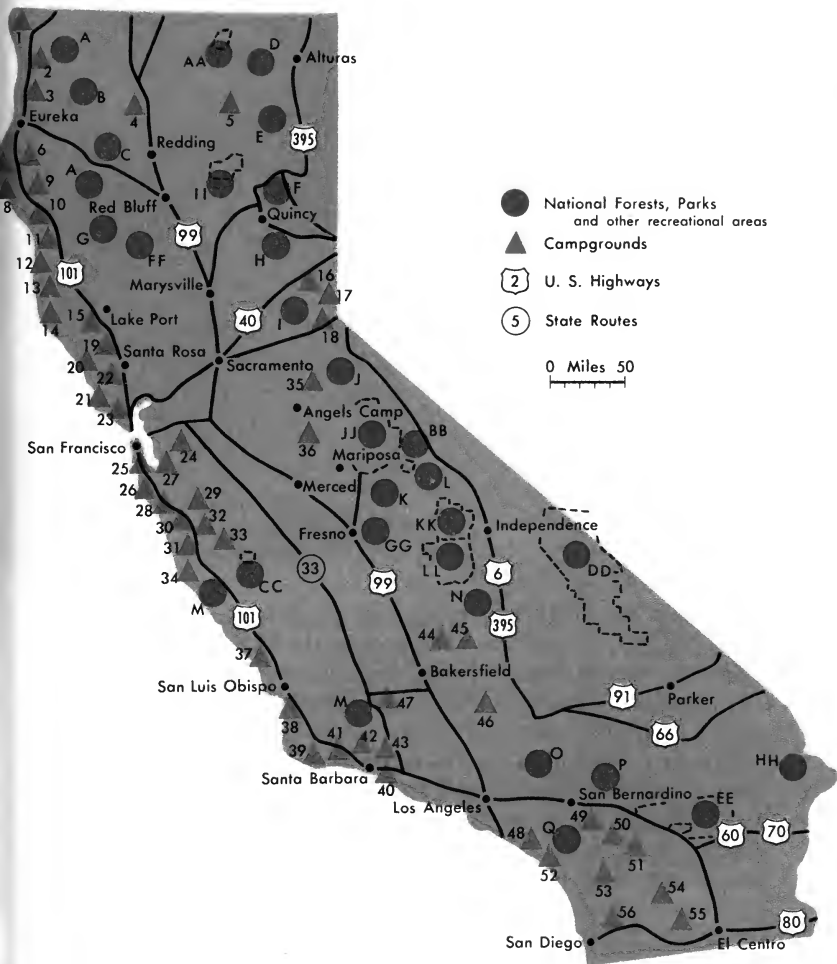 1
A
2
3
B
Eureka
4
Redding
AA
D
Alturas
5
E
395
C
6
A
9
8
10
Red Bluff
II
F
Quincy
99
11
G
FF
H
12
101
13
Marysville
16
17
I
18
14
15
Lake Port
40
19
Santa Rosa
20
22
21
23
Sacramento
35
J
Angels Camp
JJ
BB
36
Mariposa
L
San Francisco
24
25
27
26
28
29
Merced
K
30
32
31
33
Fresno
GG
KK
Independence
LL
DD
34
CC
33
99
6
M
101
N
395
44
45
37
Bakersfield
San Luis Obispo
M
47
46
91
Parker
66
38
39
41
42
43
Santa Barbara
40
O
P
HH
Los Angeles
San Bernardino
EE
49
60
70
48
Q
50
51
52
53
54
56
55
80
San Diego
El Centro
National Forests, Parks
and other recreational areas
Campgrounds
2
U. S. Highways
5
State Routes
0 Miles 50